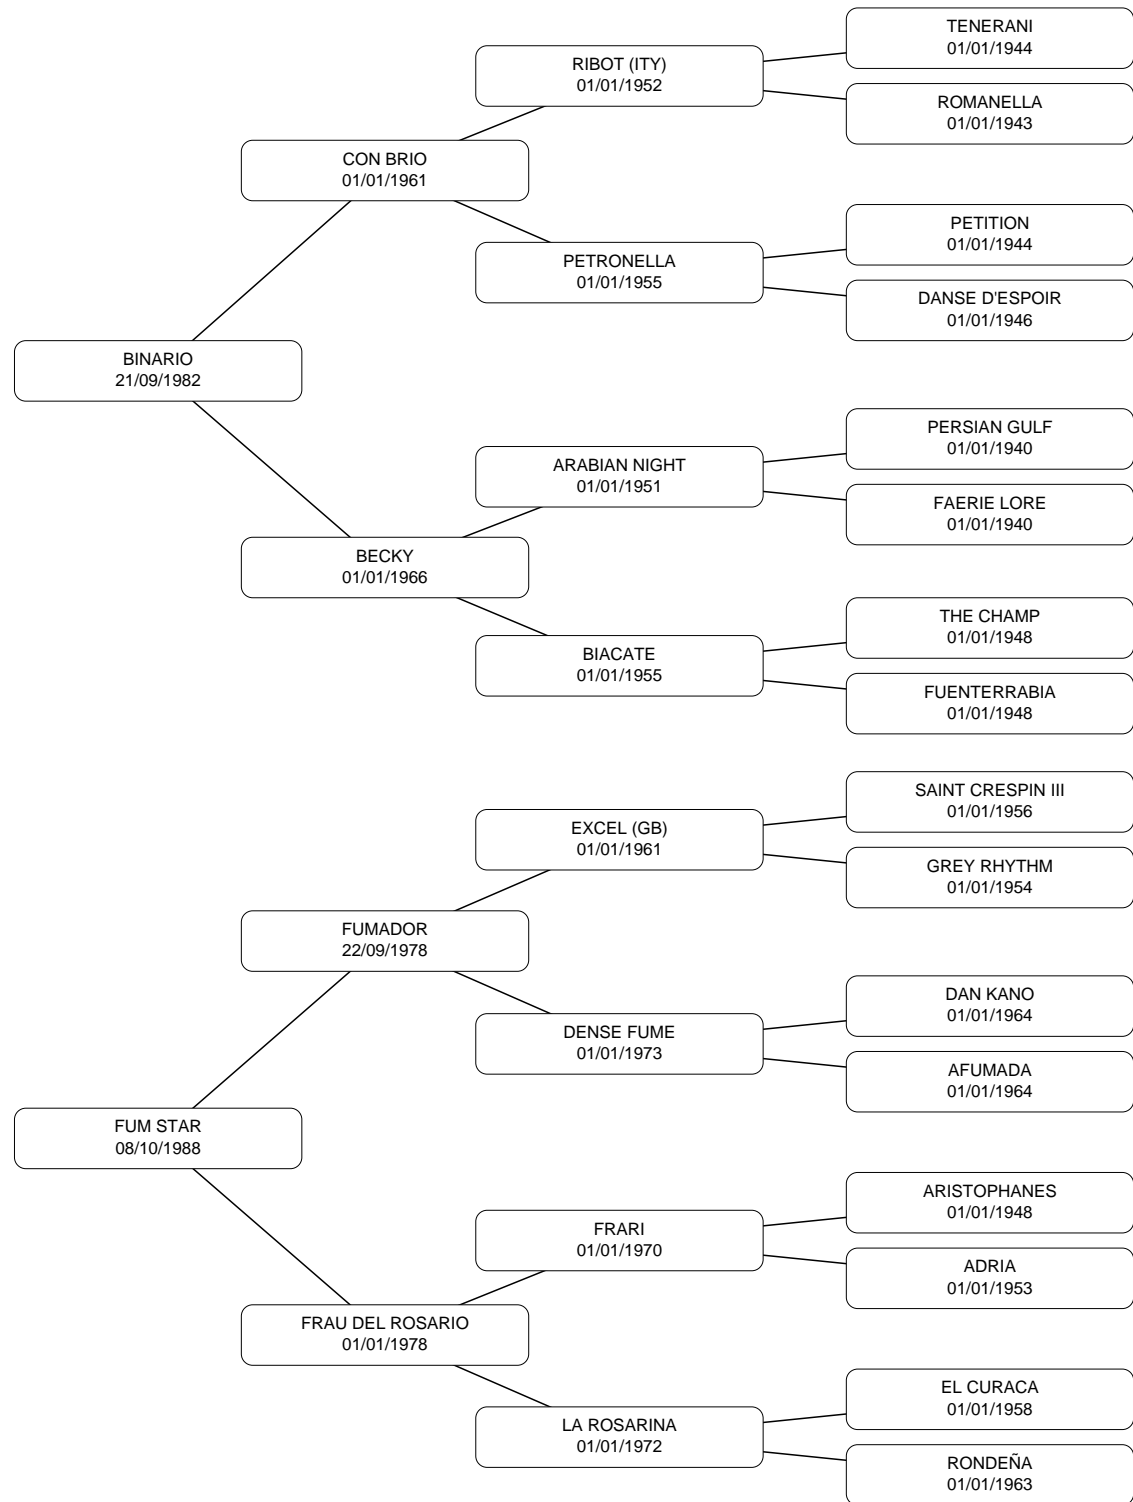 TENERANI
01/01/1944
RIBOT (ITY)
01/01/1952
ROMANELLA
01/01/1943
CON BRIO
01/01/1961
PETITION
01/01/1944
PETRONELLA
01/01/1955
DANSE D'ESPOIR
01/01/1946
BINARIO
21/09/1982
PERSIAN GULF
01/01/1940
ARABIAN NIGHT
01/01/1951
FAERIE LORE
01/01/1940
BECKY
01/01/1966
THE CHAMP
01/01/1948
BIACATE
01/01/1955
FUENTERRABIA
01/01/1948
SAINT CRESPIN III
01/01/1956
EXCEL (GB)
01/01/1961
GREY RHYTHM
01/01/1954
FUMADOR
22/09/1978
DAN KANO
01/01/1964
DENSE FUME
01/01/1973
AFUMADA
01/01/1964
FUM STAR
08/10/1988
ARISTOPHANES
01/01/1948
FRARI
01/01/1970
ADRIA
01/01/1953
FRAU DEL ROSARIO
01/01/1978
EL CURACA
01/01/1958
LA ROSARINA
01/01/1972
RONDEÑA
01/01/1963